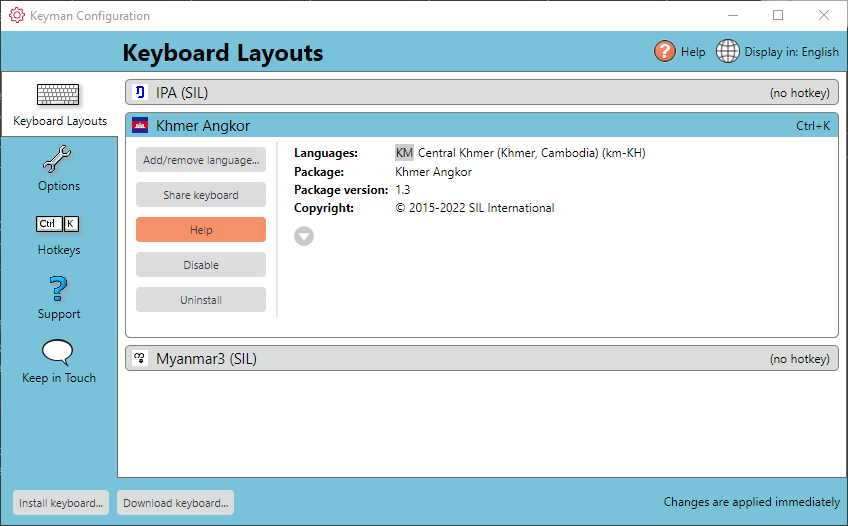 Keyman Configuration
Keyboard Layouts
Help
Display in: English
Keyboard Layouts
Options
Ctrl K
Hotkeys
Support
Keep in Touch
IPA (SIL) (no hotkey)
Khmer Angkor Ctrl+K
Add/remove language...
Share keyboard
Help
Disable
Uninstall
Languages: KM Central Khmer (Khmer, Cambodia) (km-KH)
Package: Khmer Angkor
Package version: 1.3
Copyright: © 2015-2022 SIL International
Myanmar3 (SIL) (no hotkey)
Install keyboard...
Download keyboard...
Changes are applied immediately